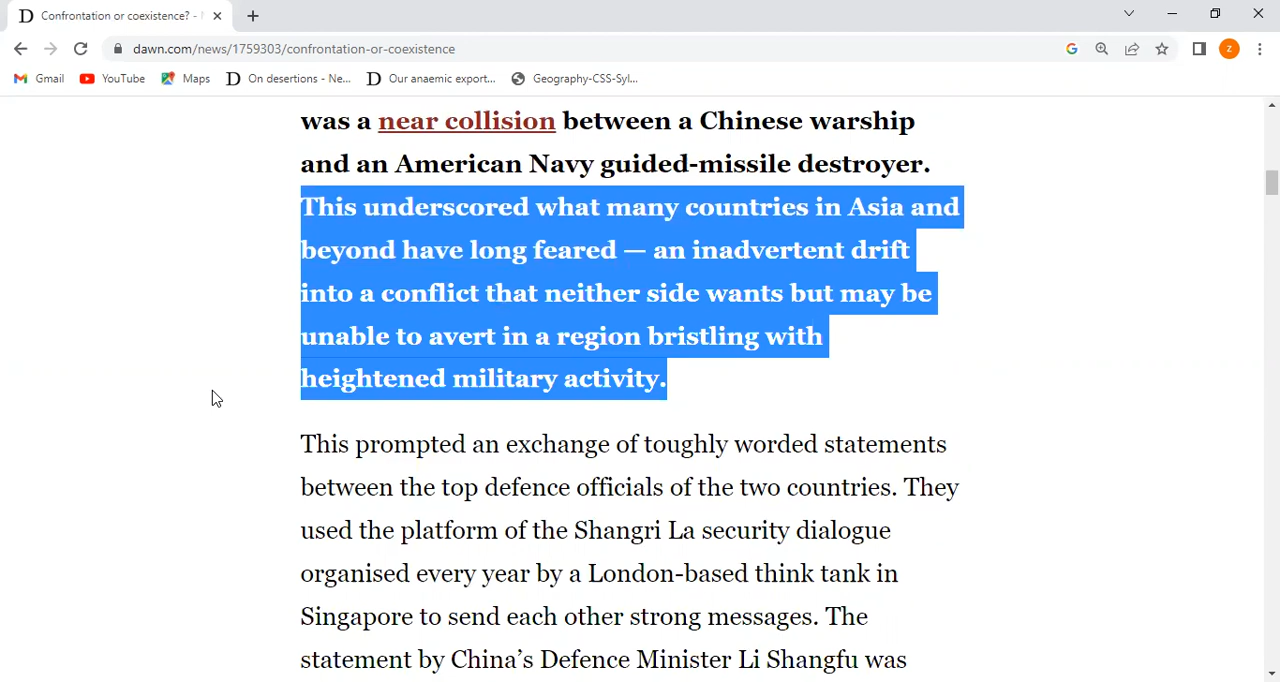 Confrontation or coexistence? -
dawn.com/news/1759303/confrontation-or-coexistence
Z
Gmail YouTube Maps On desertions - Ne... Our anaemic export... Geography-CSS-Syl...
was a near collision between a Chinese warship
and an American Navy guided-missile destroyer.
This underscored what many countries in Asia and
beyond have long feared — an inadvertent drift
into a conflict that neither side wants but may be
unable to avert in a region bristling with
heightened military activity.
This prompted an exchange of toughly worded statements
between the top defence officials of the two countries. They
used the platform of the Shangri La security dialogue
organised every year by a London-based think tank in
Singapore to send each other strong messages. The
statement by China’s Defence Minister Li Shangfu was